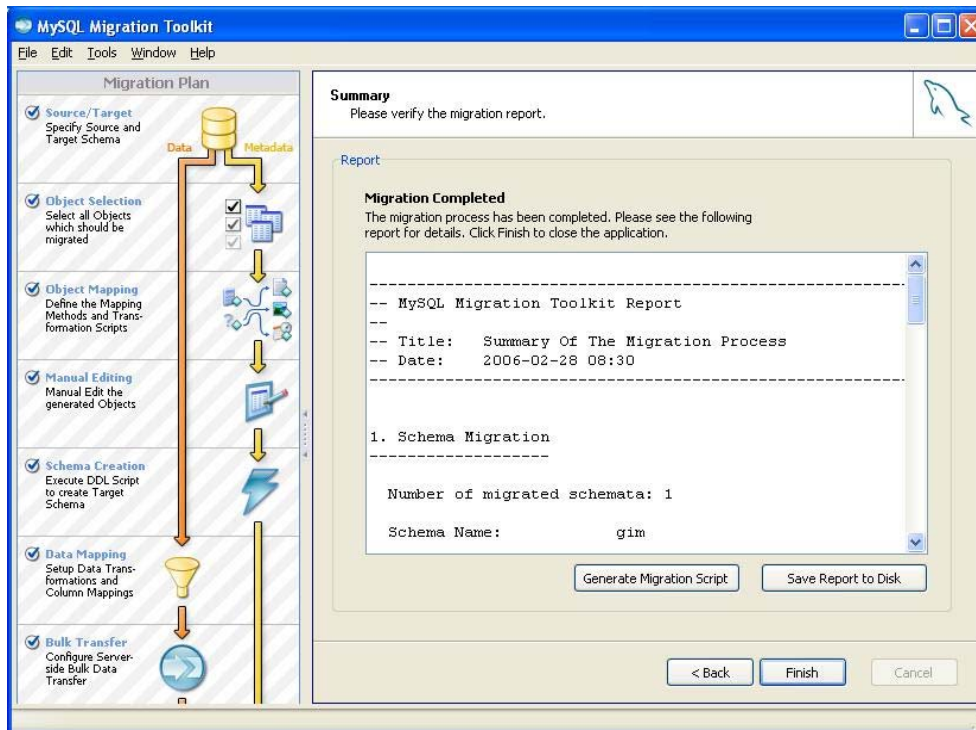 MySQL Migration Toolkit
File Edit Tools Window Help
Migration Plan
Source/Target
Specify Source and
Target Schema
Data
Metadata
Object Selection
Select all Objects
which should be
migrated
Object Mapping
Define the Mapping
Methods and Trans-
formation Scripts
Manual Editing
Manual Edit the
generated Objects
Schema Creation
Execute DDL Script
to create Target
Schema
Data Mapping
Setup Data Trans-
formations and
Column Mappings
Bulk Transfer
Configure Server-
side Bulk Data
Transfer
Summary
Please verify the migration report.
Report
Migration Completed
The migration process has been completed. Please see the following
report for details. Click Finish to close the application.
------------------------------------------------------------
-- MySQL Migration Toolkit Report
--
-- Title: Summary Of The Migration Process
-- Date: 2006-02-28 08:30
------------------------------------------------------------
1. Schema Migration
-------------------
Number of migrated schemata: 1
Schema Name: gim
Generate Migration Script
Save Report to Disk
< Back
Finish
Cancel